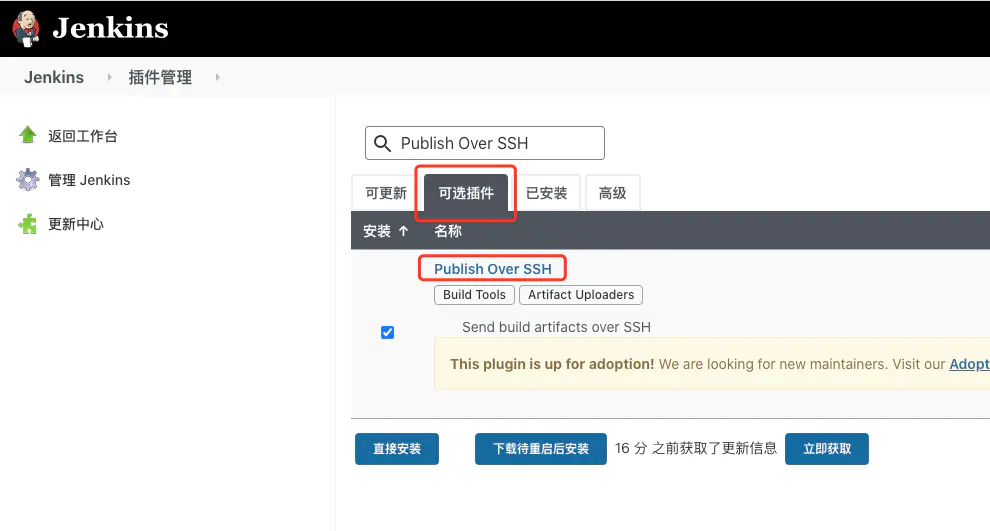 Jenkins
Jenkins 插件管理
返回工作台
管理 Jenkins
更新中心
Publish Over SSH
可更新 可选插件 已安装 高级
安装 ↑ 名称
Publish Over SSH
Build Tools Artifact Uploaders
Send build artifacts over SSH
This plugin is up for adoption! We are looking for new maintainers. Visit our Adopt
直接安装 下载待重启后安装 16 分 之前获取了更新信息 立即获取